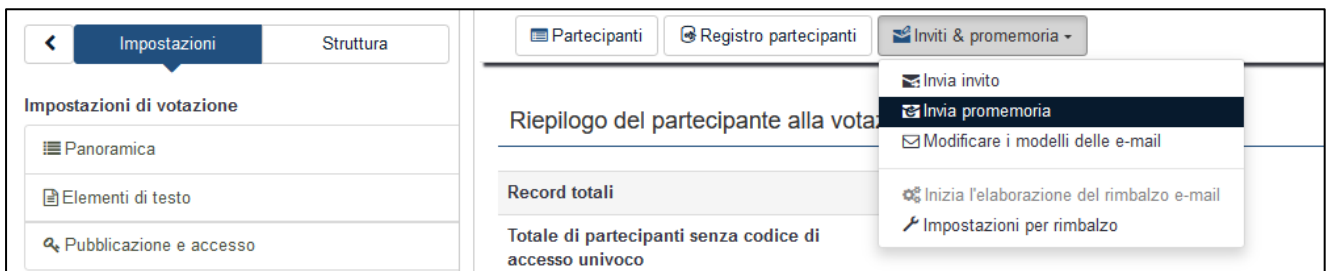 Impostazioni
Struttura
Impostazioni di votazione
Panoramica
Elementi di testo
Pubblicazione e accesso
Partecipanti
Registro partecipanti
Inviti & promemoria
Invia invito
Invia promemoria
Modificare i modelli delle e-mail
Inizia l'elaborazione del rimbalzo e-mail
Impostazioni per rimbalzo
Riepilogo del partecipante alla
Record totali
Totale di partecipanti senza codice di
accesso univoco